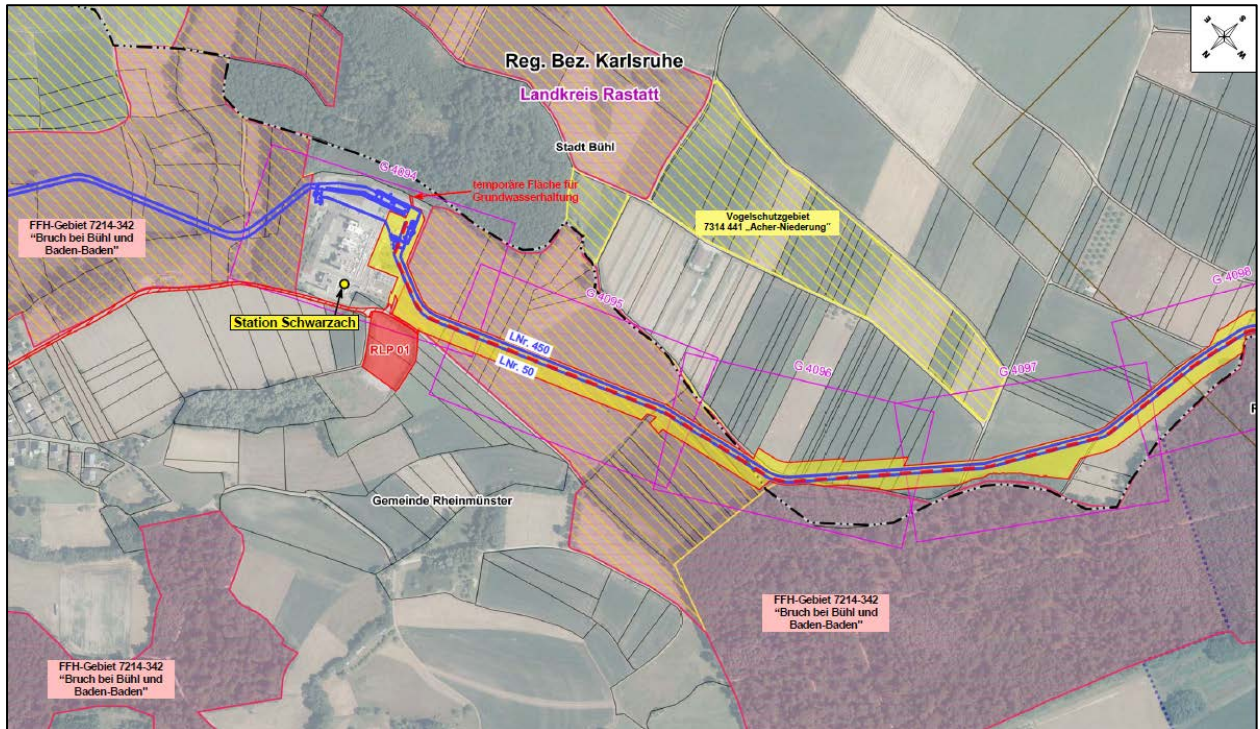 Reg. Bez. Karlsruhe
Landkreis Rastatt
Stadt Bühl
G 4094
temporäre Fläche für
Grundwasserhaltung
FFH-Gebiet 7214-342
"Bruch bei Bühl und
Baden-Baden"
Vogelschutzgebiet
7314 441 „Acher-Niederung"
G 4098
G 4095
Station Schwarzach
RLP 01
LNr. 450
LNr. 50
G 4096
G 4097
Gemeinde Rheinmünster
FFH-Gebiet 7214-342
"Bruch bei Bühl und
Baden-Baden"
FFH-Gebiet 7214-342
"Bruch bei Bühl und
Baden-Baden"
S
E
W
N